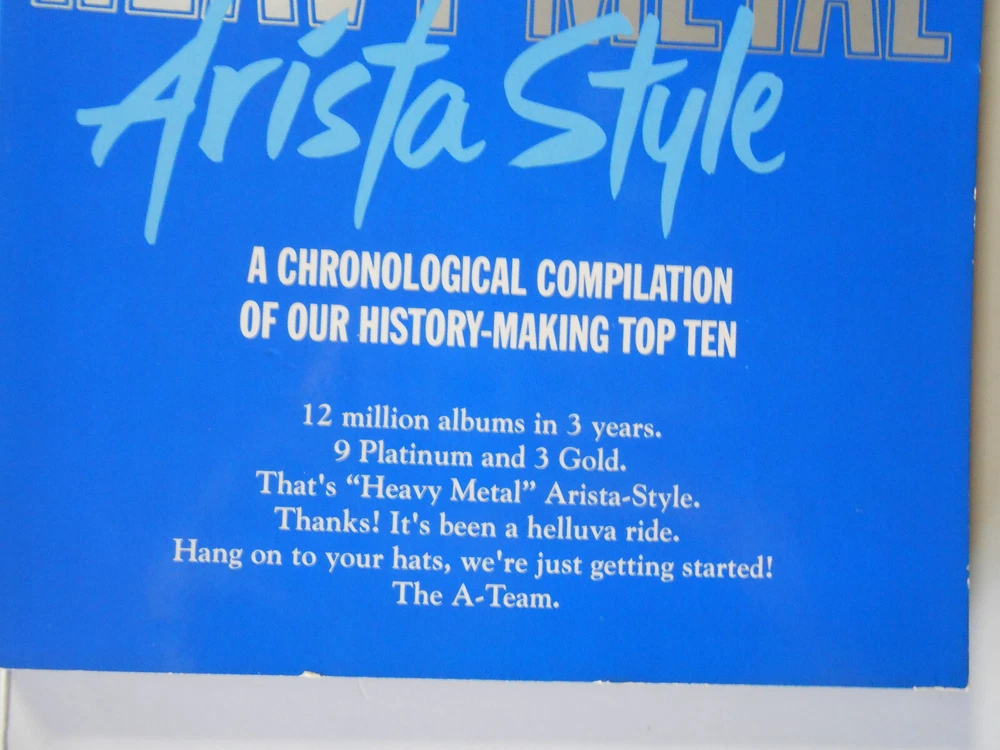 HEAVY METAL
Arista Style
A CHRONOLOGICAL COMPILATION
OF OUR HISTORY-MAKING TOP TEN
12 million albums in 3 years.
9 Platinum and 3 Gold.
That's “Heavy Metal” Arista-Style.
Thanks! It's been a helluva ride.
Hang on to your hats, we're just getting started!
The A-Team.